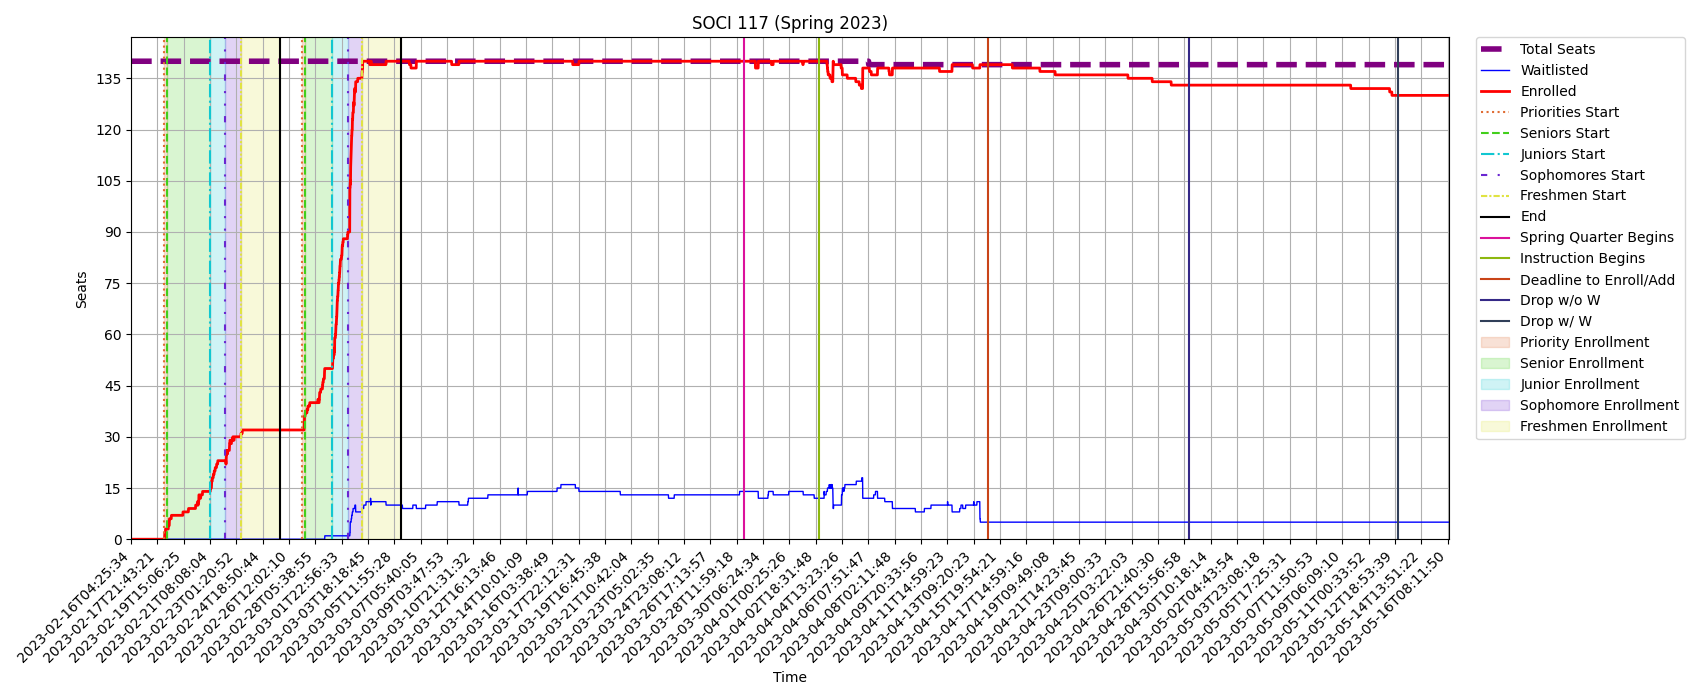 SOCI 117 (Spring 2023)
Seats
135
120
105
90
75
60
45
30
15
0
2023-02-16T04:25:34
2023-02-17T21:43:21
2023-02-19T15:06:25
2023-02-21T08:08:04
2023-02-23T01:20:52
2023-02-24T18:50:44
2023-02-26T12:02:10
2023-02-28T05:38:55
2023-03-01T22:56:33
2023-03-03T18:18:45
2023-03-05T11:55:28
2023-03-07T05:40:05
2023-03-09T03:47:53
2023-03-10T21:31:32
2023-03-12T16:13:46
2023-03-14T10:01:09
2023-03-16T03:38:49
2023-03-17T22:12:31
2023-03-19T16:45:38
2023-03-21T10:42:04
2023-03-23T05:02:35
2023-03-24T23:08:12
2023-03-26T17:13:57
2023-03-28T11:59:18
2023-03-30T06:24:34
2023-04-01T00:25:26
2023-04-02T18:31:48
2023-04-04T13:23:26
2023-04-06T07:51:47
2023-04-08T02:11:48
2023-04-09T20:33:56
2023-04-11T14:59:23
2023-04-13T09:20:23
2023-04-15T19:54:21
2023-04-17T14:59:16
2023-04-19T09:49:08
2023-04-21T14:23:45
2023-04-23T09:00:33
2023-04-25T03:22:03
2023-04-26T21:40:30
2023-04-28T15:56:58
2023-04-30T10:18:14
2023-05-02T04:43:54
2023-05-03T23:08:18
2023-05-05T17:25:31
2023-05-07T11:50:53
2023-05-09T06:09:10
2023-05-11T00:33:52
2023-05-12T18:53:39
2023-05-14T13:51:22
2023-05-16T08:11:50
Time
Total Seats
Waitlisted
Enrolled
Priorities Start
Seniors Start
Juniors Start
Sophomores Start
Freshmen Start
End
Spring Quarter Begins
Instruction Begins
Deadline to Enroll/Add
Drop w/o W
Drop w/ W
Priority Enrollment
Senior Enrollment
Junior Enrollment
Sophomore Enrollment
Freshmen Enrollment